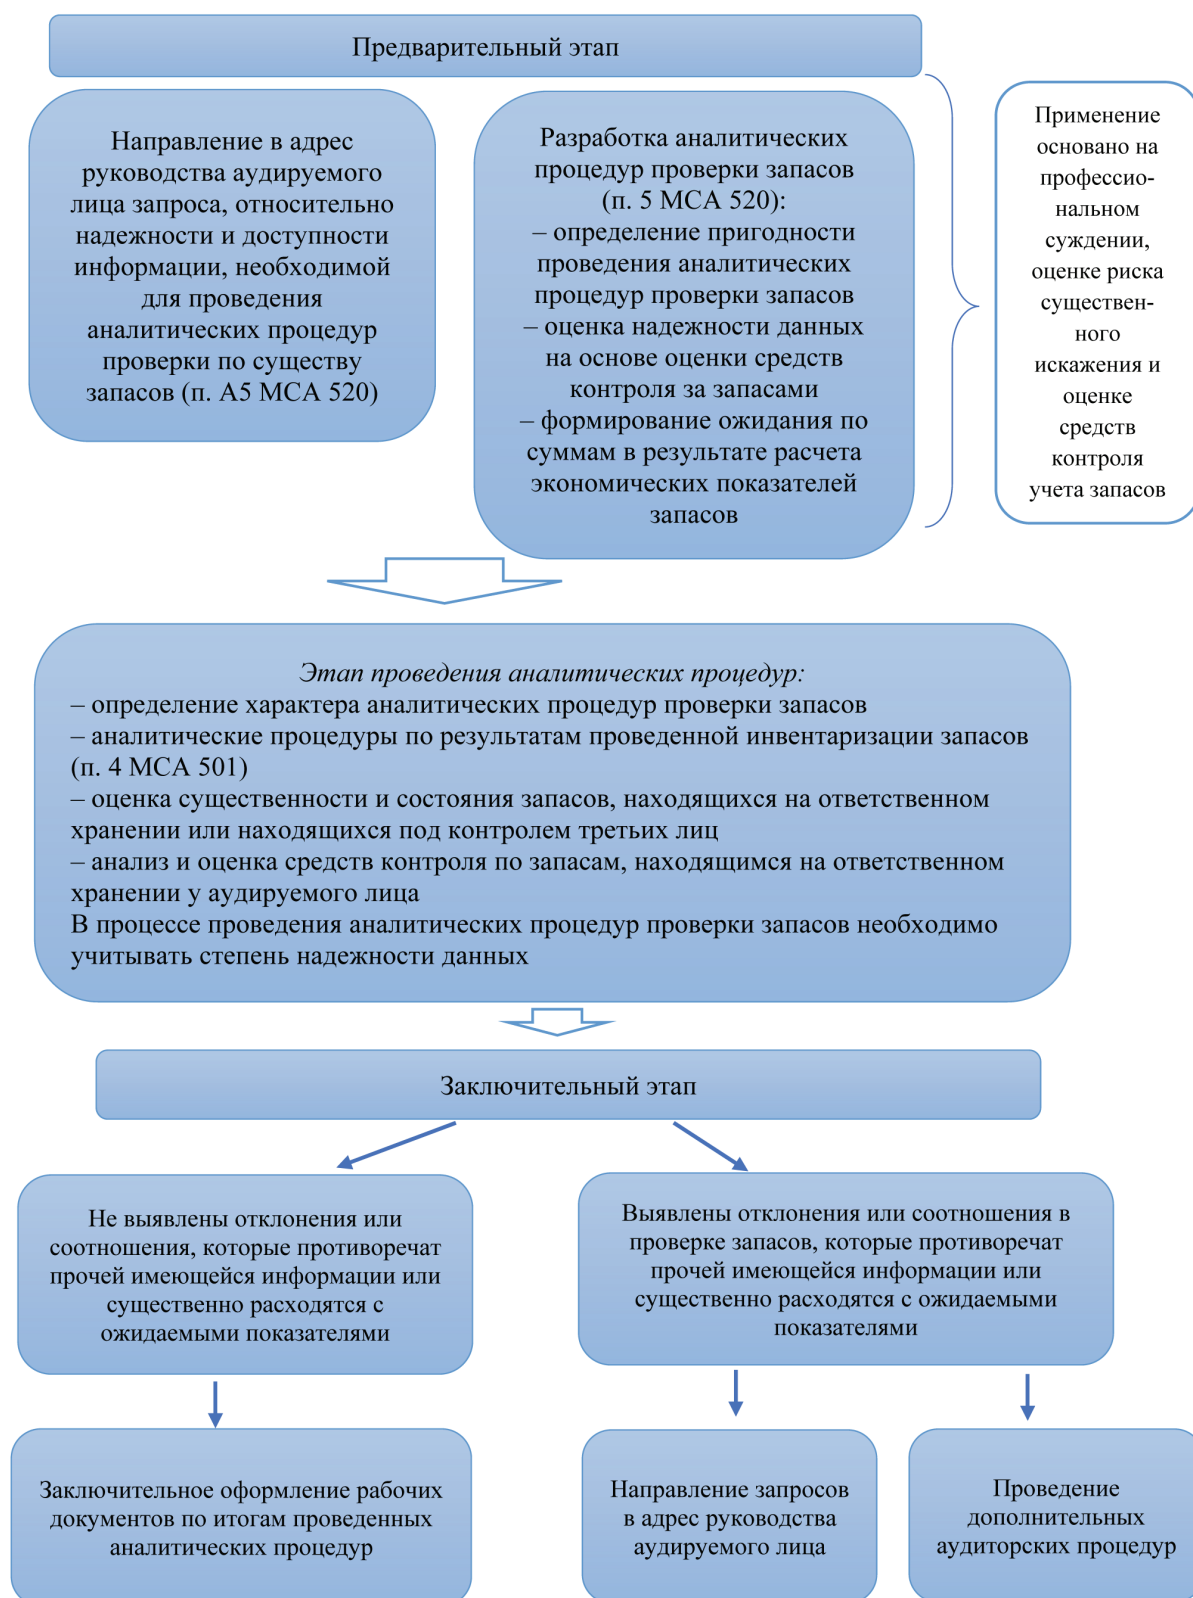 Предварительный этап
Направление в адрес
руководства аудируемого
лица запроса, относительно
надежности и доступности
информации, необходимой
для проведения
аналитических процедур
проверки по существу
запасов (п. А5 МСА 520)
Разработка аналитических
процедур проверки запасов
(п. 5 МСА 520):
– определение пригодности
проведения аналитических
процедур проверки запасов
– оценка надежности данных
на основе оценки средств
контроля за запасами
– формирование ожидания по
суммам в результате расчета
экономических показателей
запасов
Применение
основано на
профессио-
нальном
суждении,
оценке риска
существен-
ного
искажения и
оценке
средств
контроля
учета запасов
Этап проведения аналитических процедур:
– определение характера аналитических процедур проверки запасов
– аналитические процедуры по результатам проведенной инвентаризации запасов
(п. 4 МСА 501)
– оценка существенности и состояния запасов, находящихся на ответственном
хранении или находящихся под контролем третьих лиц
– анализ и оценка средств контроля по запасам, находящимся на ответственном
хранении у аудируемого лица
В процессе проведения аналитических процедур проверки запасов необходимо
учитывать степень надежности данных
Заключительный этап
Не выявлены отклонения или
соотношения, которые противоречат
прочей имеющейся информации или
существенно расходятся с
ожидаемыми показателями
Выявлены отклонения или соотношения в
проверке запасов, которые противоречат
прочей имеющейся информации или
существенно расходятся с ожидаемыми
показателями
Заключительное оформление рабочих
документов по итогам проведенных
аналитических процедур
Направление запросов
в адрес руководства
аудируемого лица
Проведение
дополнительных
аудиторских процедур